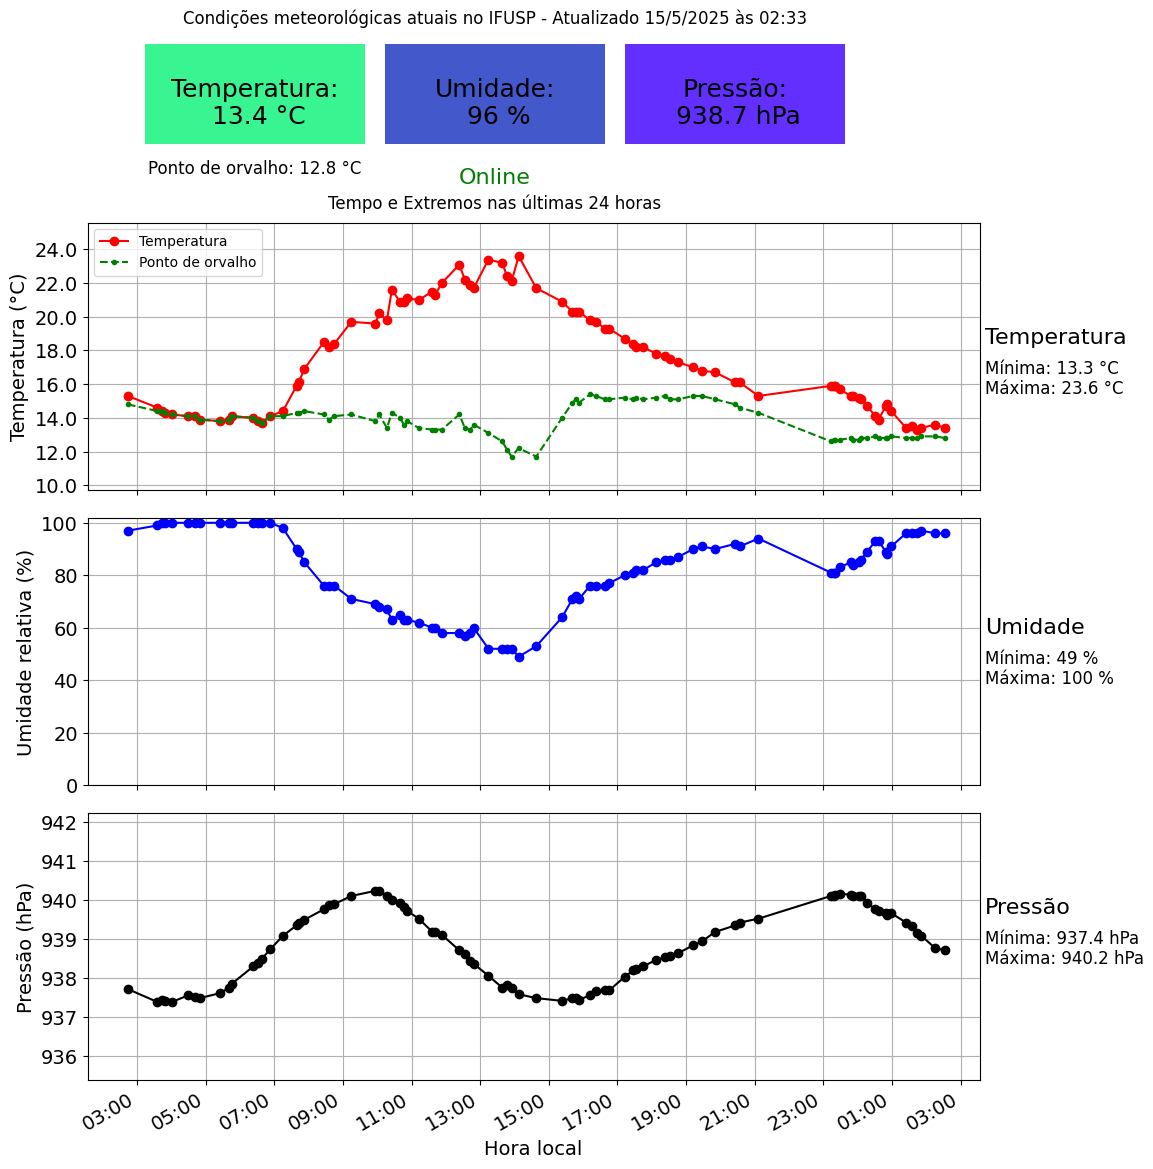 Condições meteorológicas atuais no IFUSP - Atualizado 15/5/2025 às 02:33
Temperatura:
13.4 °C
Umidade:
96 %
Pressão:
938.7 hPa
Ponto de orvalho: 12.8 °C
Online
Tempo e Extremos nas últimas 24 horas
Temperatura (°C)
24.0
22.0
20.0
18.0
16.0
14.0
12.0
10.0
Temperatura
Ponto de orvalho
Temperatura
Mínima: 13.3 °C
Máxima: 23.6 °C
Umidade relativa (%)
100
80
60
40
20
0
Umidade
Mínima: 49 %
Máxima: 100 %
Pressão (hPa)
942
941
940
939
938
937
936
Pressão
Mínima: 937.4 hPa
Máxima: 940.2 hPa
03:00 05:00 07:00 09:00 11:00 13:00 15:00 17:00 19:00 21:00 23:00 01:00 03:00
Hora local